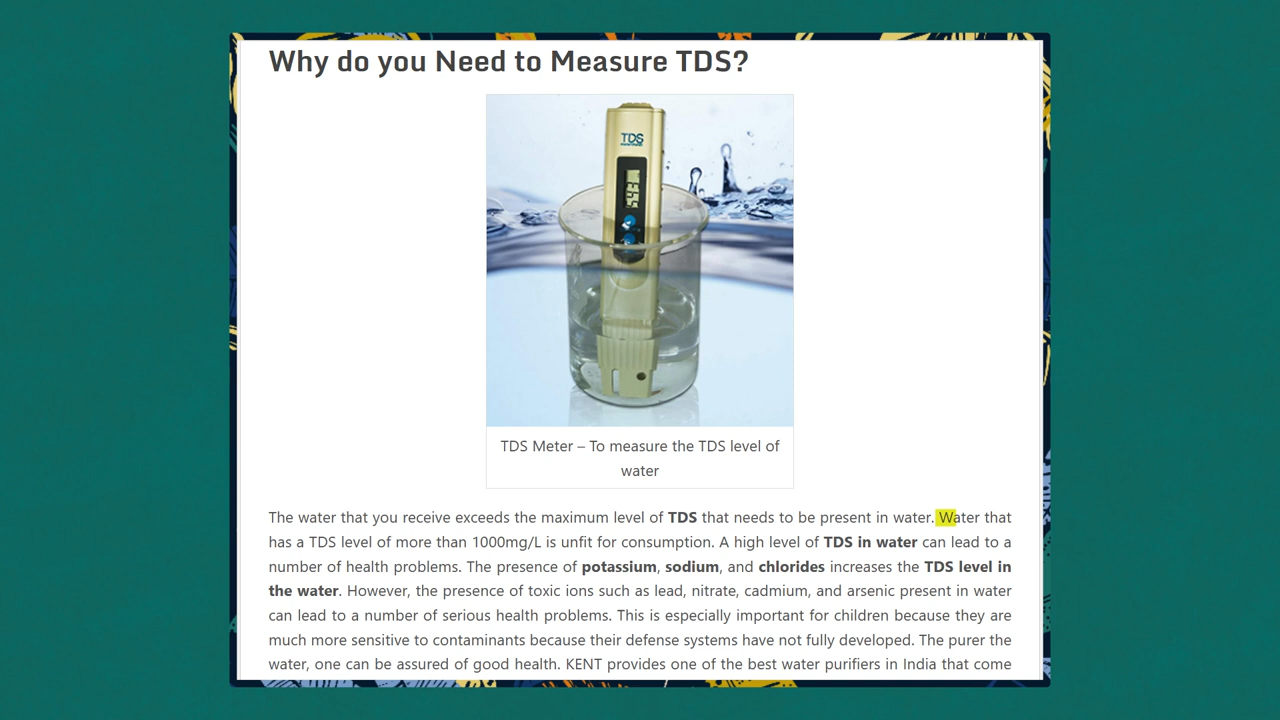 Why do you Need to Measure TDS?
TDS
TDS Meter – To measure the TDS level of
water
The water that you receive exceeds the maximum level of TDS that needs to be present in water. Water that
has a TDS level of more than 1000mg/L is unfit for consumption. A high level of TDS in water can lead to a
number of health problems. The presence of potassium, sodium, and chlorides increases the TDS level in
the water. However, the presence of toxic ions such as lead, nitrate, cadmium, and arsenic present in water
can lead to a number of serious health problems. This is especially important for children because they are
much more sensitive to contaminants because their defense systems have not fully developed. The purer the
water, one can be assured of good health. KENT provides one of the best water purifiers in India that come